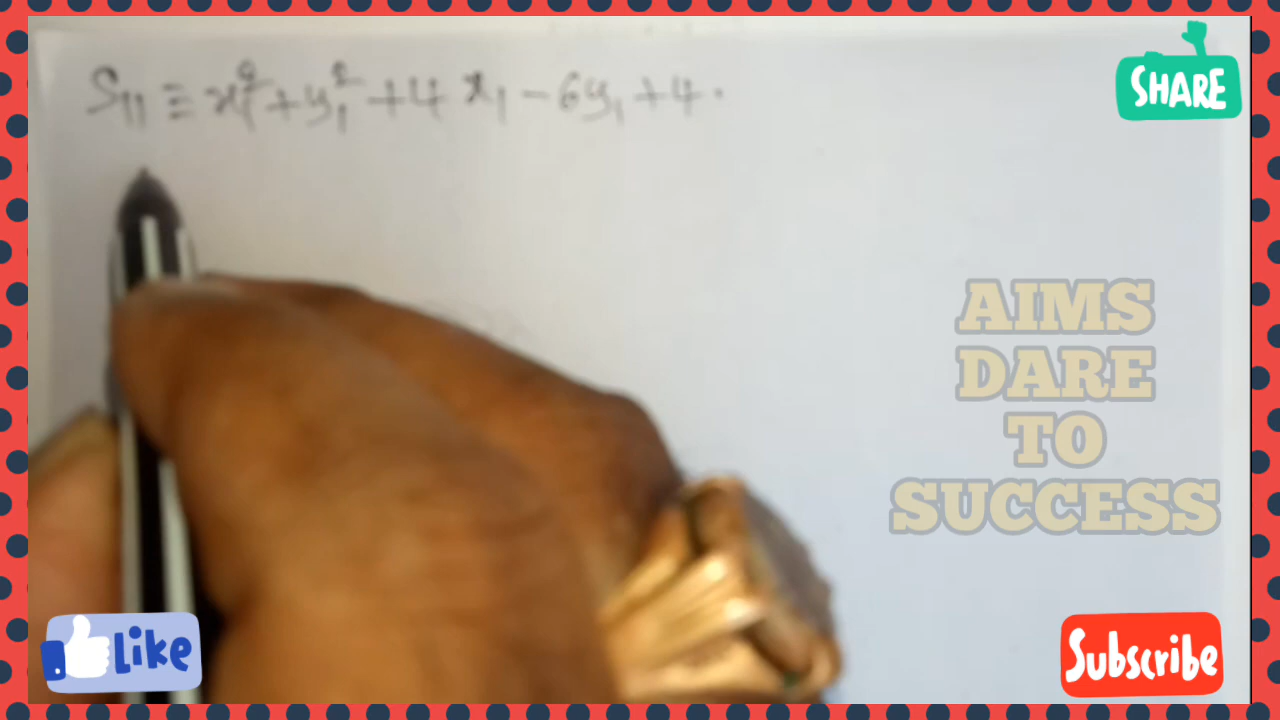 S₁₁ ≡ x₁² + y₁² + 4x₁ - 6y₁ + 4.
SHARE
AIMS
DARE
TO
SUCCESS
Like
Subscribe